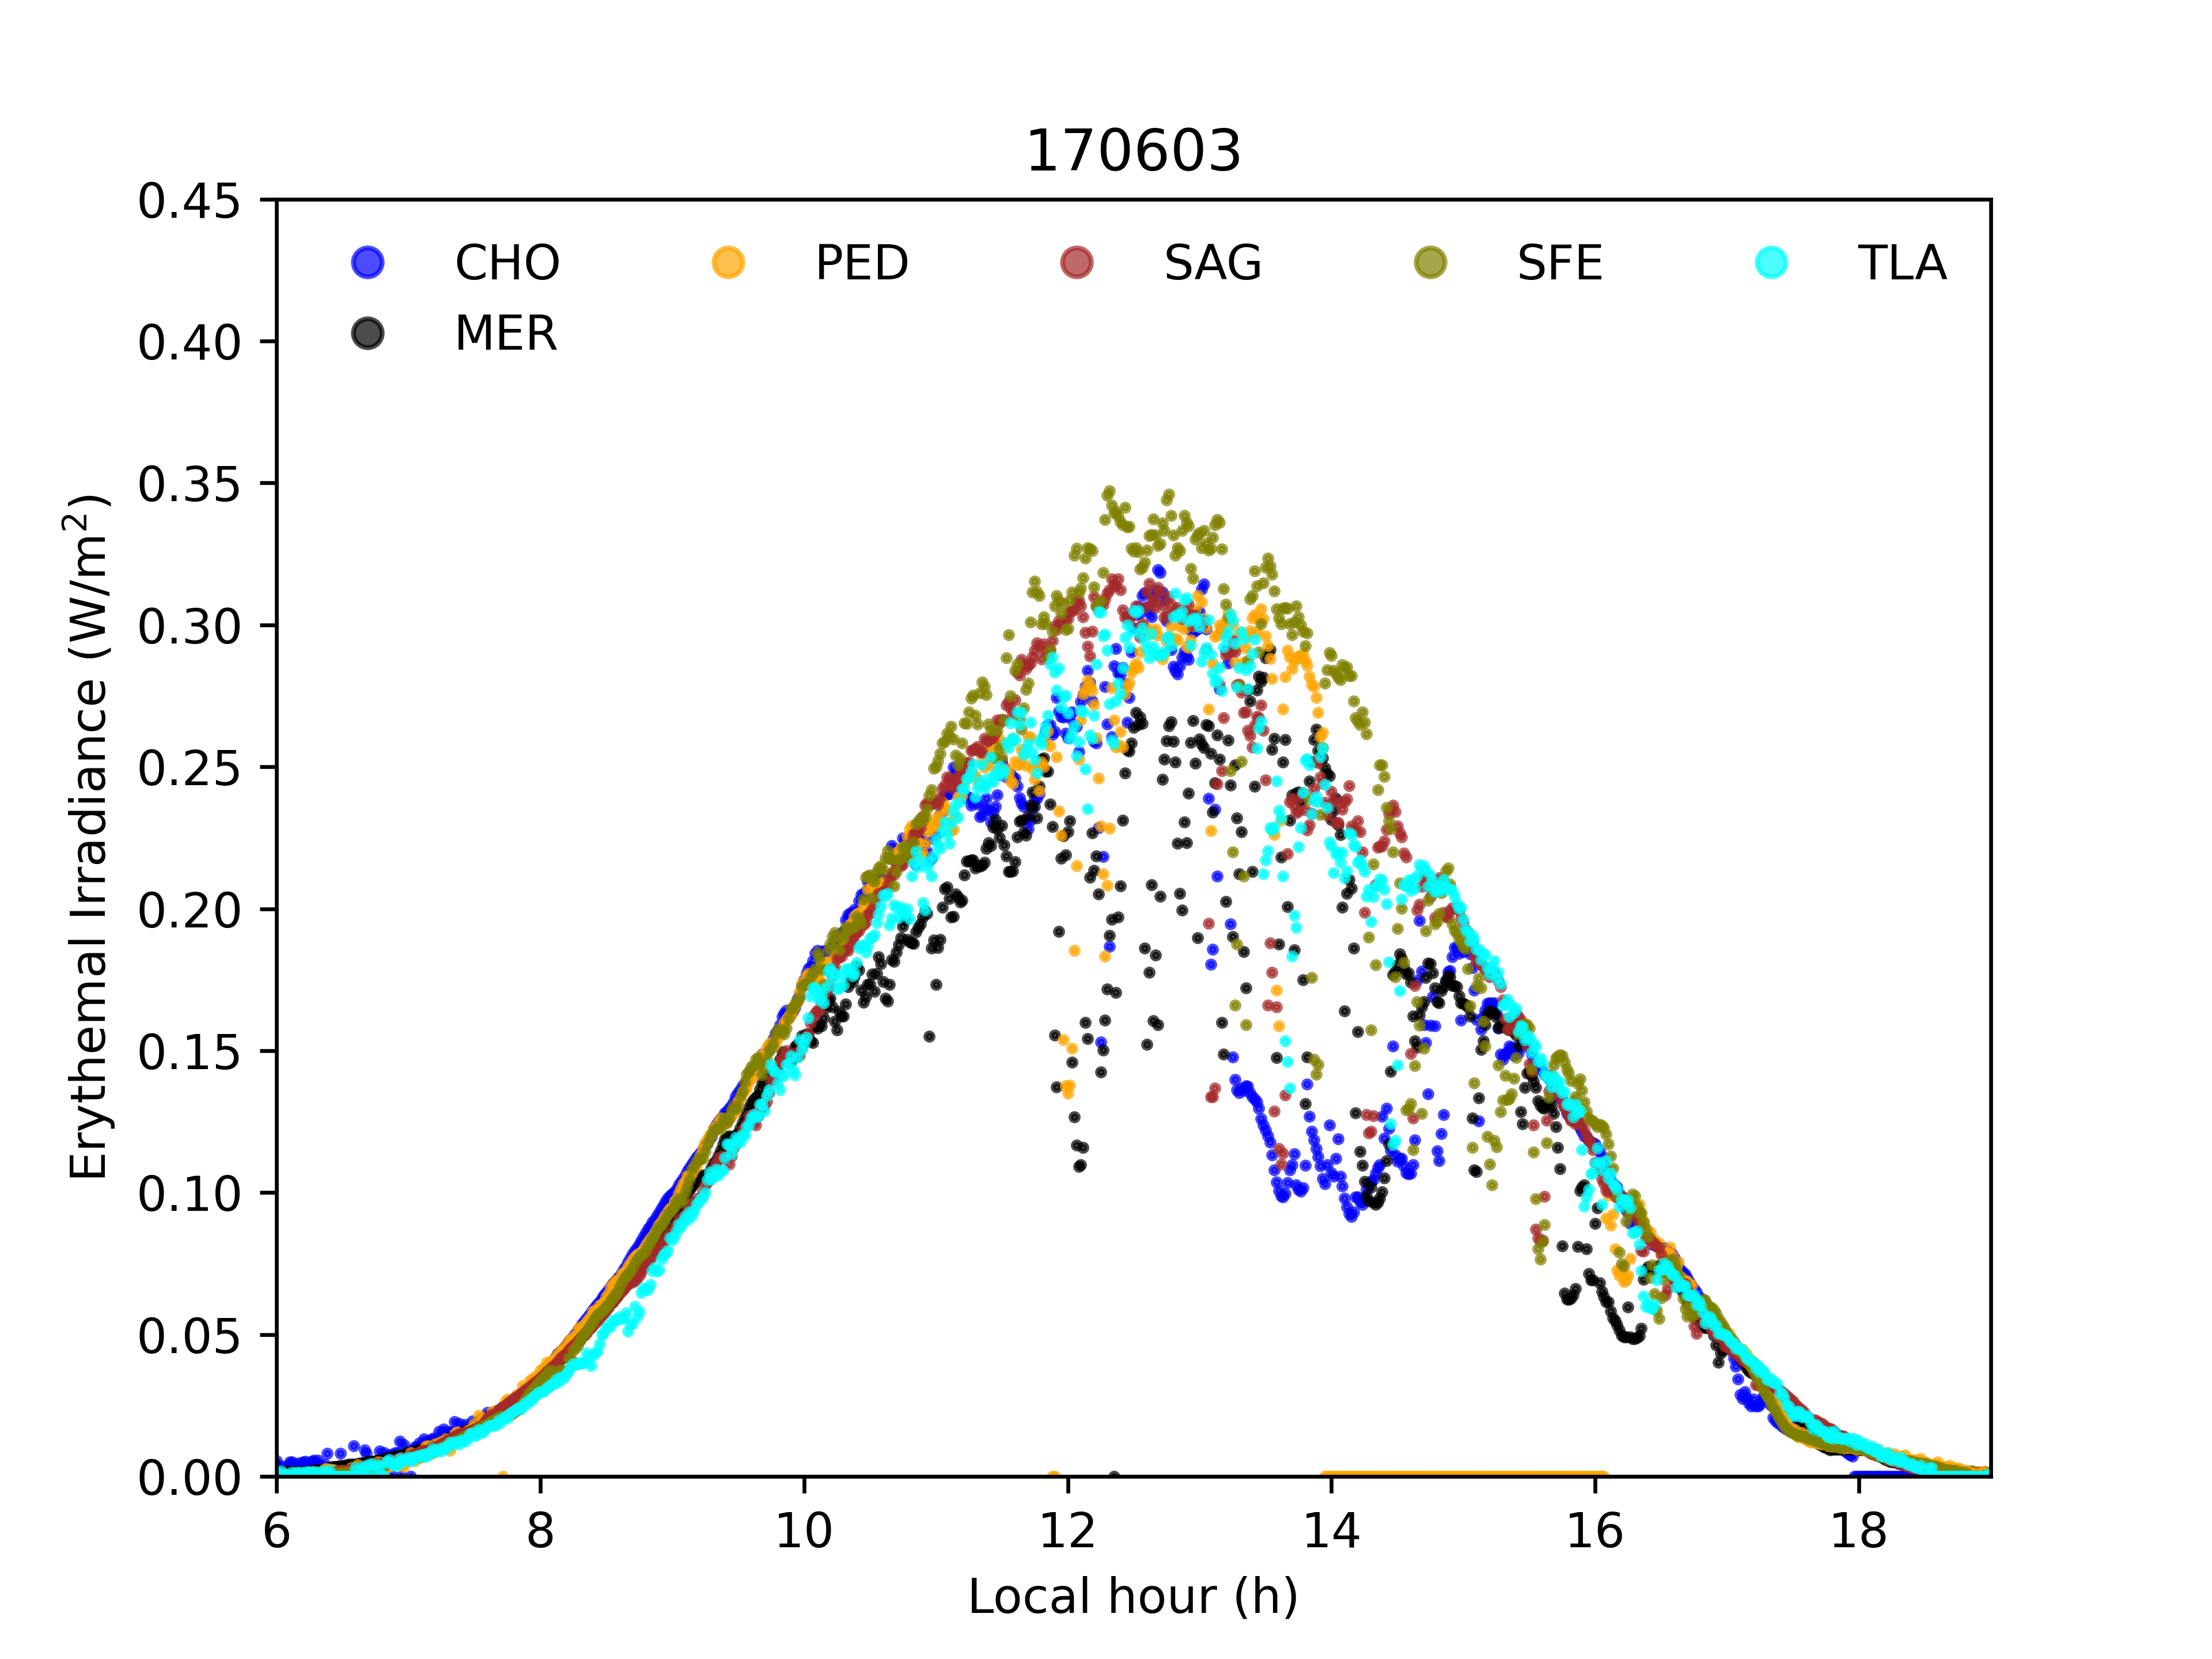 170603
CHO PED SAG SFE TLA
MER
0.45
0.40
0.35
0.30
0.25
0.20
0.15
0.10
0.05
0.00
Erythemal Irradiance (W/m²)
6 8 10 12 14 16 18
Local hour (h)